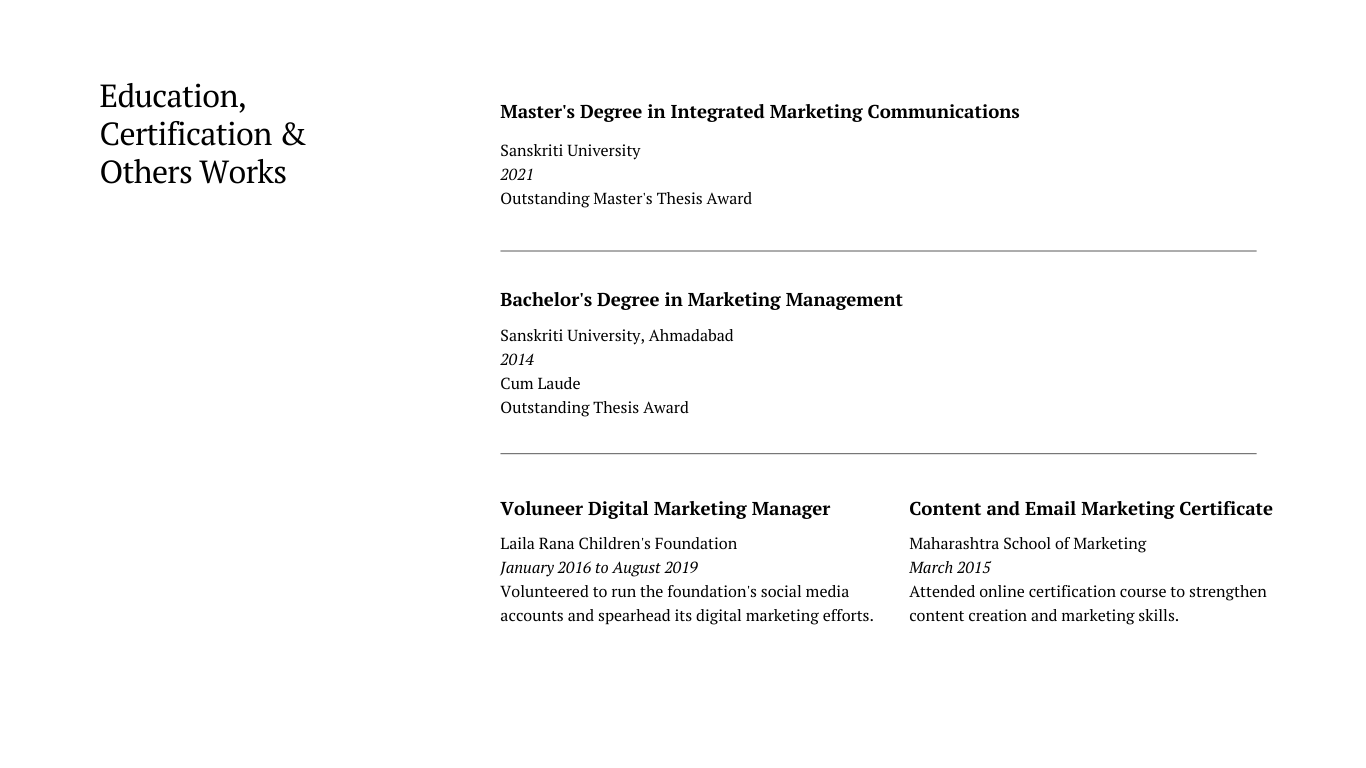 Education,
Certification &
Others Works
Master's Degree in Integrated Marketing Communications
Sanskriti University
2021
Outstanding Master's Thesis Award
Bachelor's Degree in Marketing Management
Sanskriti University, Ahmadabad
2014
Cum Laude
Outstanding Thesis Award
Voluneer Digital Marketing Manager
Laila Rana Children's Foundation
January 2016 to August 2019
Volunteered to run the foundation's social media
accounts and spearhead its digital marketing efforts.
Content and Email Marketing Certificate
Maharashtra School of Marketing
March 2015
Attended online certification course to strengthen
content creation and marketing skills.